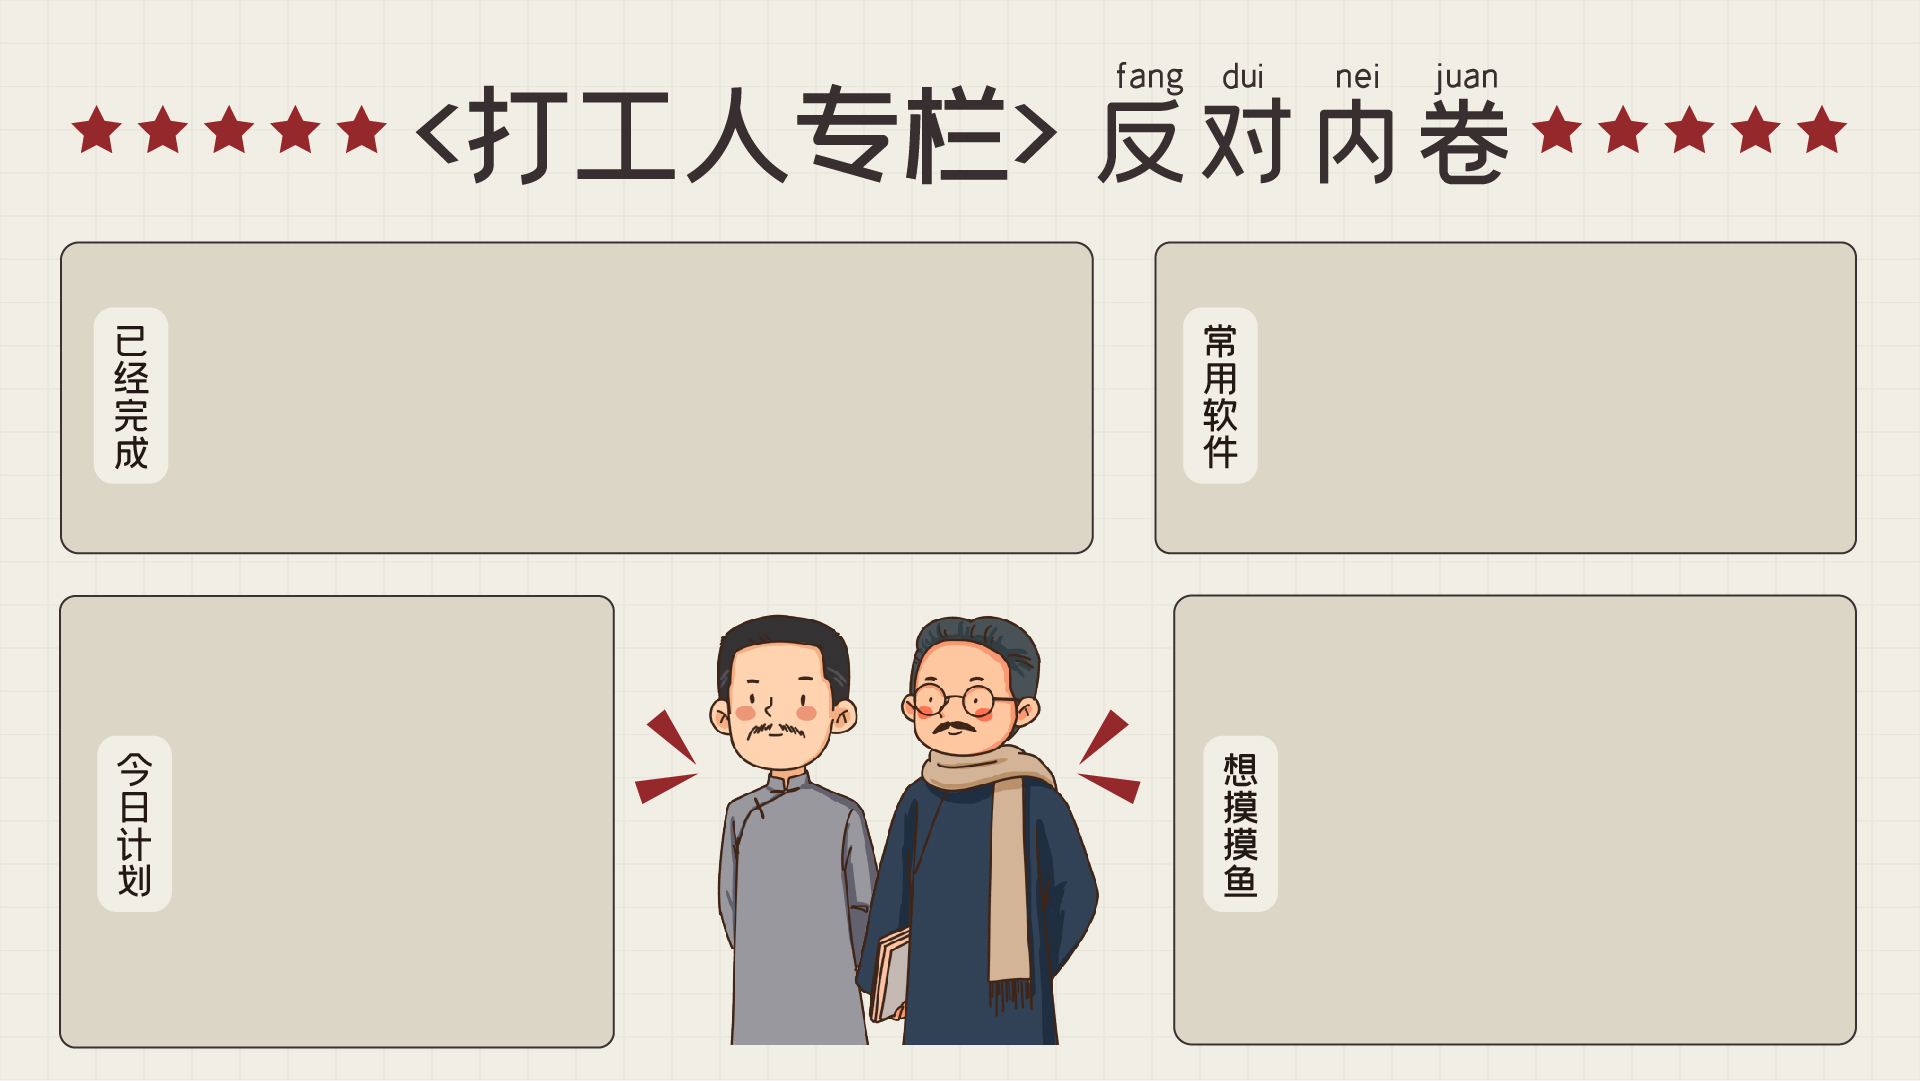 fang dui nei juan
<打工人专栏> 反对内卷
已经完成
常用软件
今日计划
想摸摸鱼